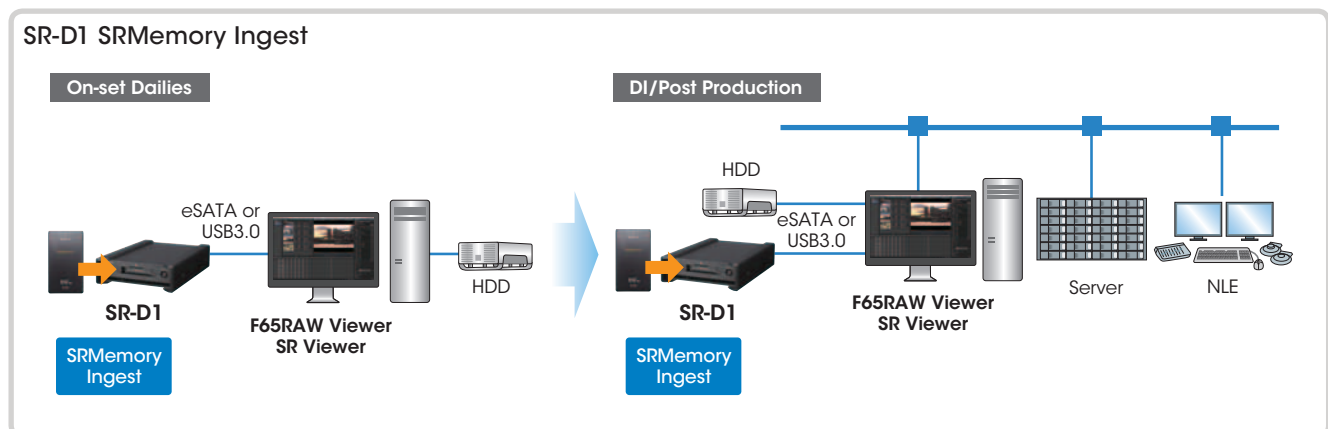 SR-D1 SRMemory Ingest
On-set Dailies
eSATA or
USB3.0
HDD
SR-D1
F65RAW Viewer
SR Viewer
SRMemory
Ingest
DI/Post Production
HDD
eSATA or
USB3.0
SR-D1
F65RAW Viewer
SR Viewer
Server
NLE
SRMemory
Ingest